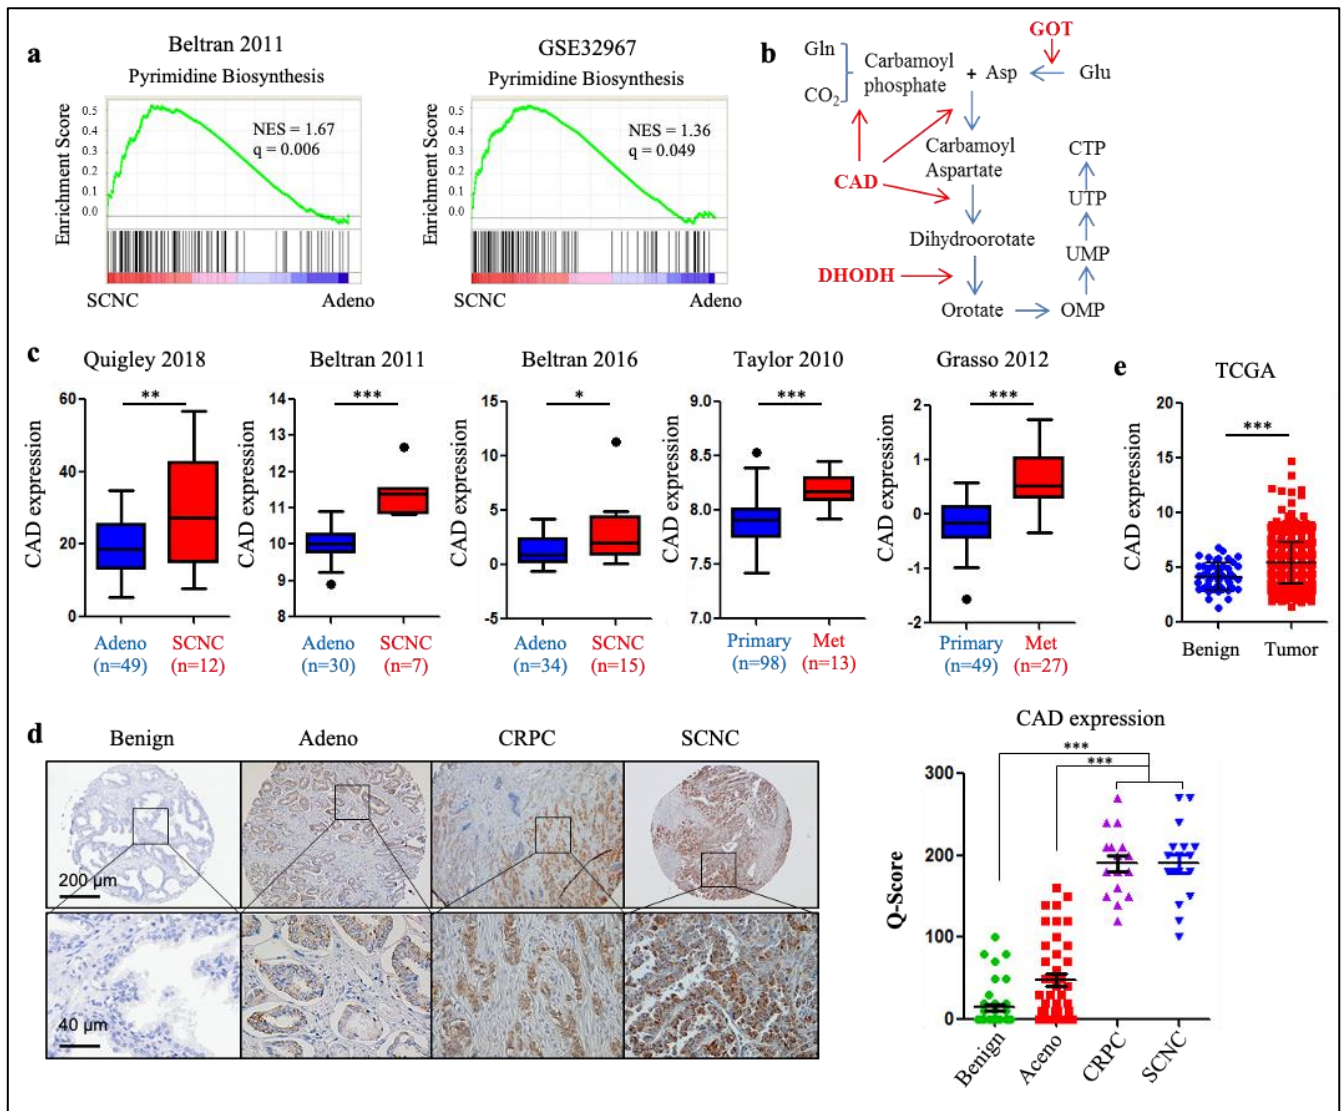 a
Beltran 2011
Pyrimidine Biosynthesis
Enrichment Score
0.5
0.4
0.3
0.2
0.1
0.0
NES = 1.67
q = 0.006
SCNC Adeno
GSE32967
Pyrimidine Biosynthesis
Enrichment Score
0.5
0.4
0.3
0.2
0.1
0.0
NES = 1.36
q = 0.049
SCNC Adeno
b
GOT
Gln
CO2
Carbamoyl
phosphate
+ Asp
Glu
Carbamoyl
Aspartate
CAD
Dihydroorotate
DHODH
Orotate
OMP
UMP
UTP
CTP
c
Quigley 2018
**
CAD expression
60
40
20
0
Adeno SCNC
(n=49) (n=12)
Beltran 2011
***
CAD expression
14
13
12
11
10
9
8
Adeno SCNC
(n=30) (n=7)
Beltran 2016
*
CAD expression
15
10
5
0
-5
Adeno SCNC
(n=34) (n=15)
Taylor 2010
***
CAD expression
9.0
8.5
8.0
7.5
7.0
Primary Met
(n=98) (n=13)
Grasso 2012
***
CAD expression
2
1
0
-1
-2
Primary Met
(n=49) (n=27)
e
TCGA
***
CAD expression
20
15
10
5
0
Benign Tumor
d
Benign Adeno CRPC SCNC
200 µm
40 µm
CAD expression
***
***
Q-Score
300
200
100
0
Benign
Aceno
CRPC
SCNC